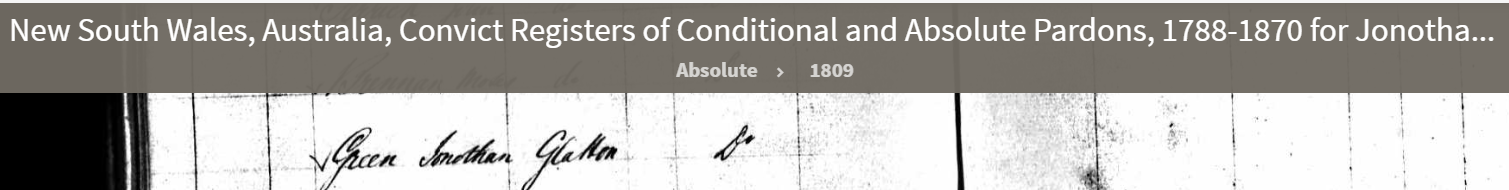 New South Wales, Australia, Convict Registers of Conditional and Absolute Pardons, 1788-1870 for Jonotha...
Absolute > 1809
Green Jonothan Glatton Do